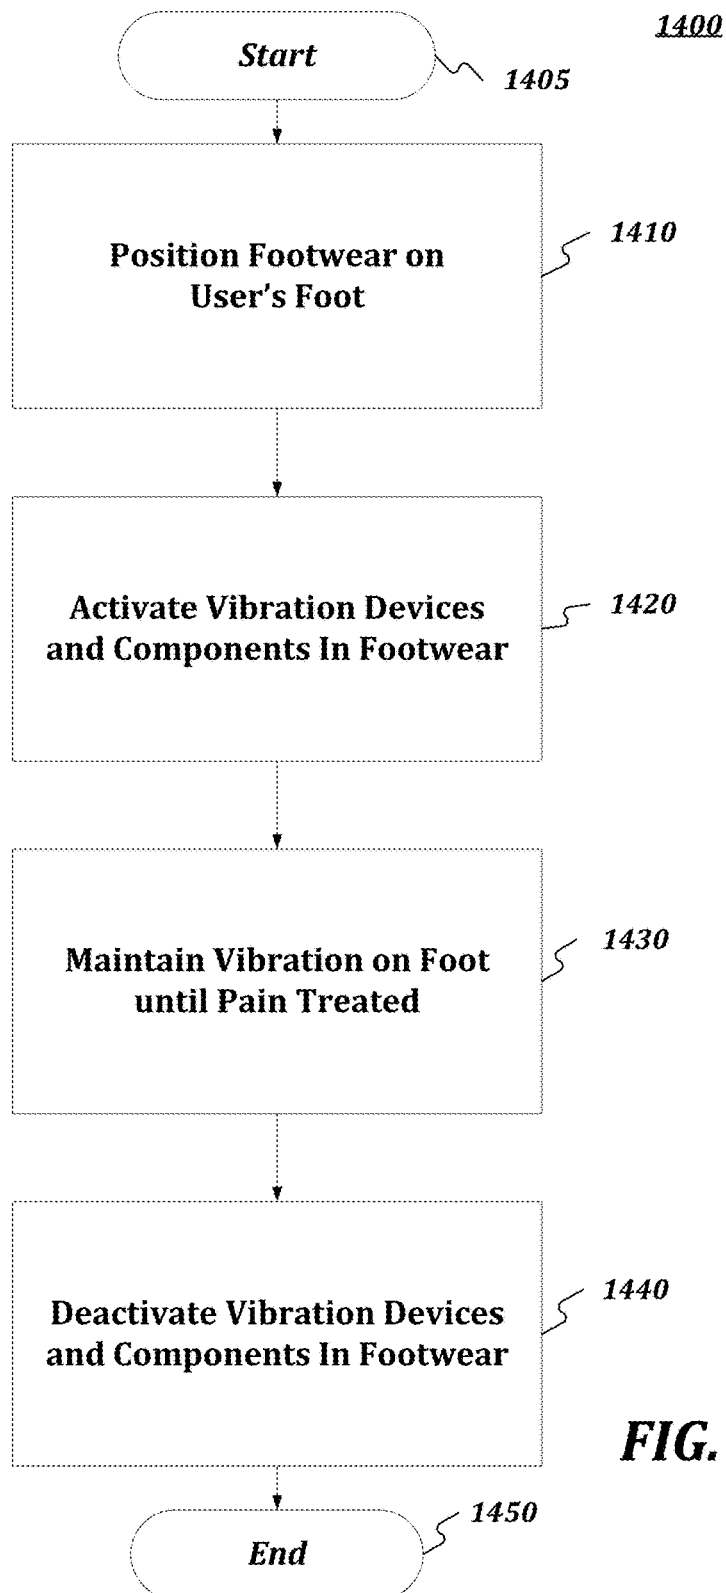 1400
Start
1405
Position Footwear on
User's Foot
1410
Activate Vibration Devices
and Components In Footwear
1420
Maintain Vibration on Foot
until Pain Treated
1430
Deactivate Vibration Devices
and Components In Footwear
1440
FIG.
End
1450